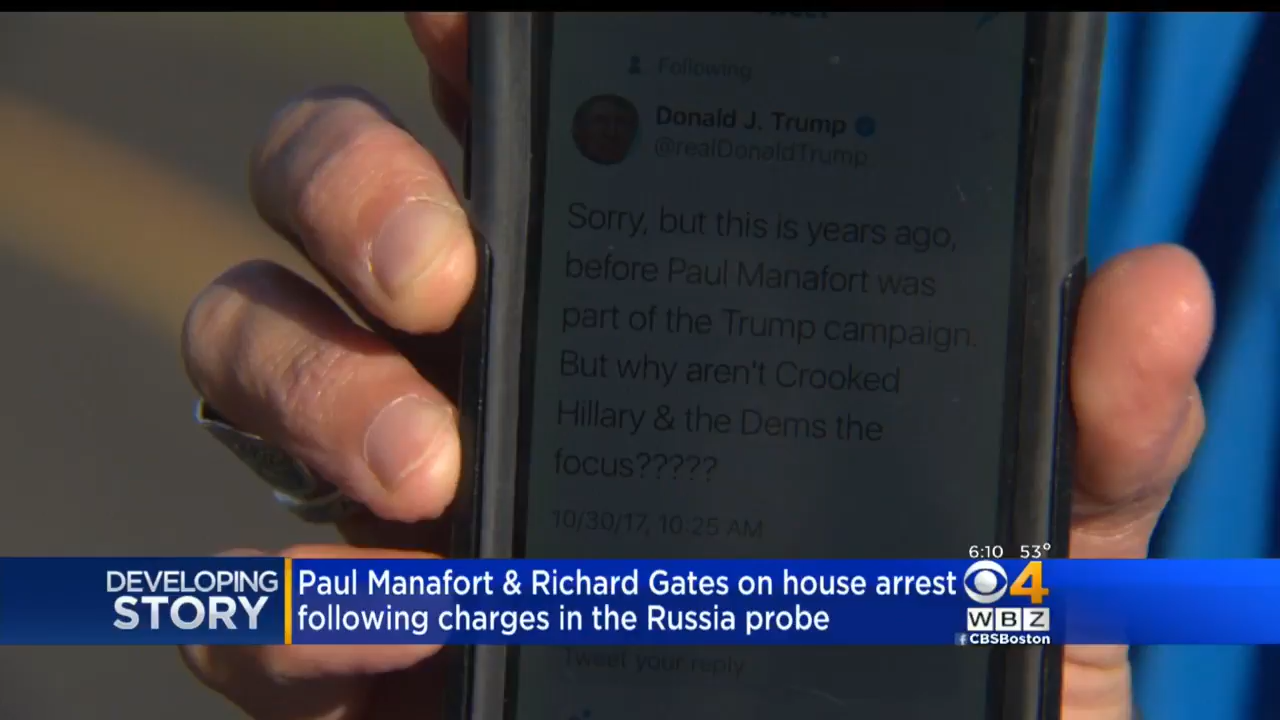 Following
Donald J. Trump
@realDonaldTrump
Sorry, but this is years ago,
before Paul Manafort was
part of the Trump campaign.
But why aren't Crooked
Hillary & the Dems the
focus?????
10/30/17, 10:25 AM
6:10 53°
DEVELOPING
STORY
Paul Manafort & Richard Gates on house arrest
following charges in the Russia probe
4
WBZ
f CBSBoston
Tweet your reply